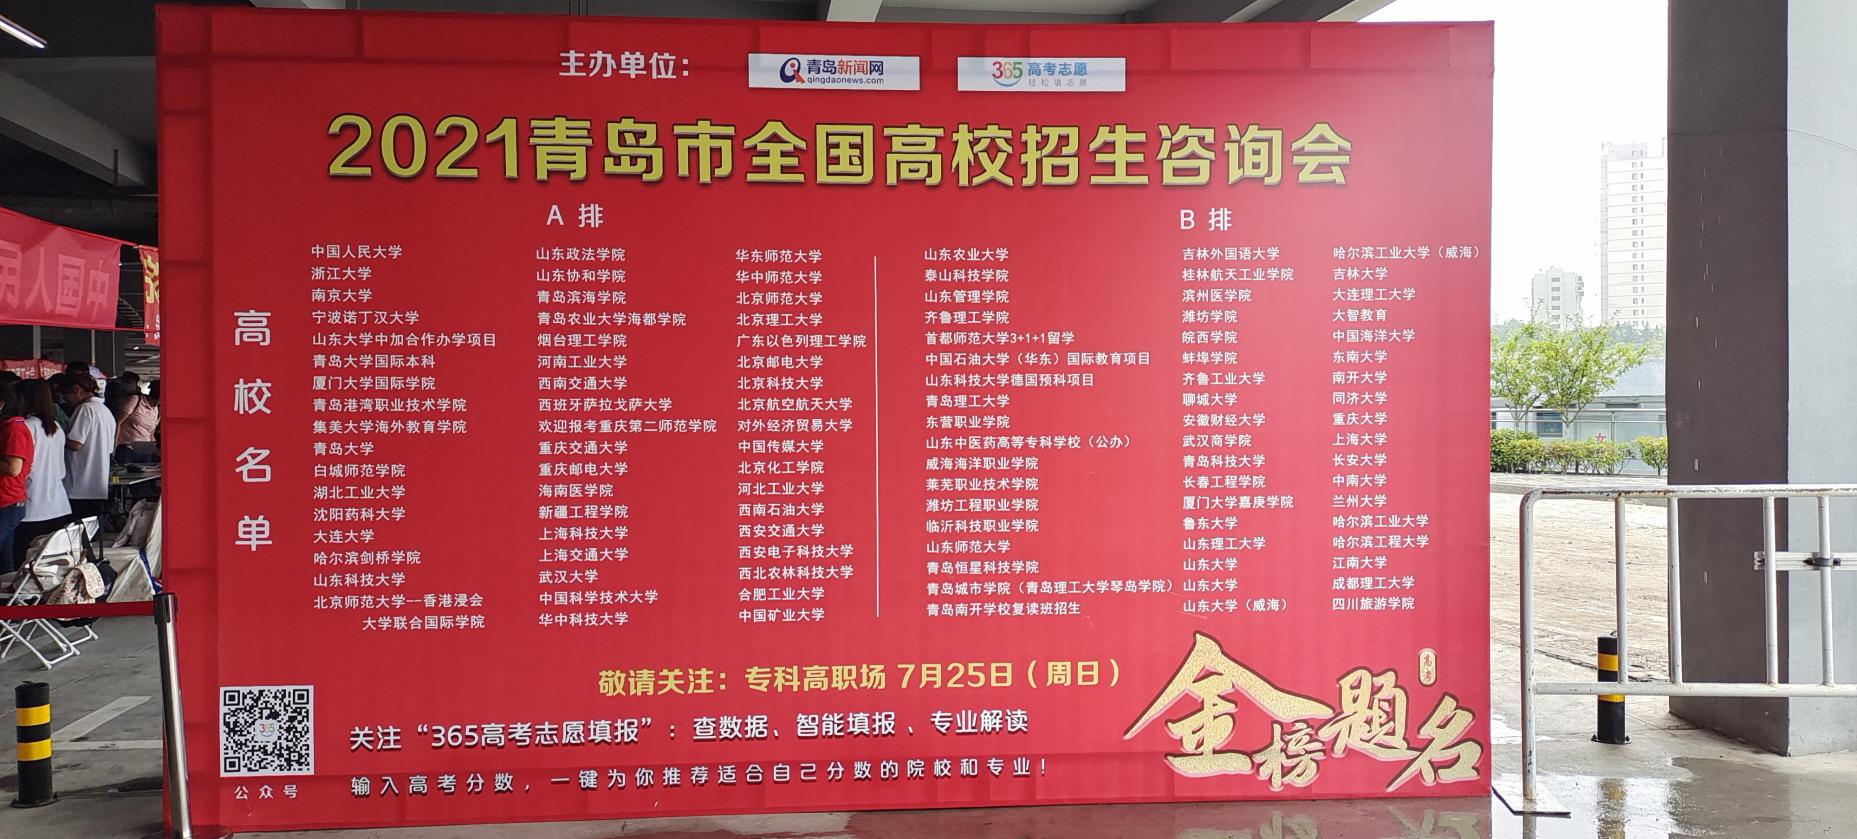 主办单位：
青岛新闻网
qingdaonews.com
365高考志愿
轻松填志愿
2021青岛市全国高校招生咨询会
高校名单
A 排
中国人民大学
浙江大学
南京大学
宁波诺丁汉大学
山东大学中加合作办学项目
青岛大学国际本科
厦门大学国际学院
青岛港湾职业技术学院
集美大学海外教育学院
青岛大学
白城师范学院
湖北工业大学
沈阳药科大学
大连大学
哈尔滨剑桥学院
山东科技大学
北京师范大学--香港浸会
大学联合国际学院
山东政法学院
山东协和学院
青岛滨海学院
青岛农业大学海都学院
烟台理工学院
河南工业大学
西南交通大学
西班牙萨拉戈萨大学
欢迎报考重庆第二师范学院
重庆交通大学
重庆邮电大学
海南医学院
新疆工程学院
上海科技大学
上海交通大学
武汉大学
中国科学技术大学
华中科技大学
华东师范大学
华中师范大学
北京师范大学
北京理工大学
广东以色列理工学院
北京邮电大学
北京科技大学
北京航空航天大学
对外经济贸易大学
中国传媒大学
北京化工学院
河北工业大学
西南石油大学
西安交通大学
西安电子科技大学
西北农林科技大学
合肥工业大学
中国矿业大学
B 排
山东农业大学
泰山科技学院
山东管理学院
齐鲁理工学院
首都师范大学3+1+1留学
中国石油大学（华东）国际教育项目
山东科技大学德国预科项目
青岛理工大学
东营职业学院
山东中医药高等专科学校（公办）
威海海洋职业学院
莱芜职业技术学院
潍坊工程职业学院
临沂科技职业学院
山东师范大学
青岛恒星科技学院
青岛城市学院（青岛理工大学琴岛学院）
青岛南开学校复读班招生
吉林外国语大学
桂林航天工业学院
滨州医学院
潍坊学院
皖西学院
蚌埠学院
齐鲁工业大学
聊城大学
安徽财经大学
武汉商学院
青岛科技大学
长春工程学院
厦门大学嘉庚学院
鲁东大学
山东理工大学
山东大学
山东大学
山东大学（威海）
哈尔滨工业大学（威海）
吉林大学
大连理工大学
大智教育
中国海洋大学
东南大学
南开大学
同济大学
重庆大学
上海大学
长安大学
中南大学
兰州大学
哈尔滨工业大学
哈尔滨工程大学
江南大学
成都理工大学
四川旅游学院
敬请关注：专科高职场 7月25日（周日）
关注“365高考志愿填报”：查数据、智能填报、专业解读
输入高考分数，一键为你推荐适合自己分数的院校和专业！
365
公众号
高考
金榜题名
中国人民